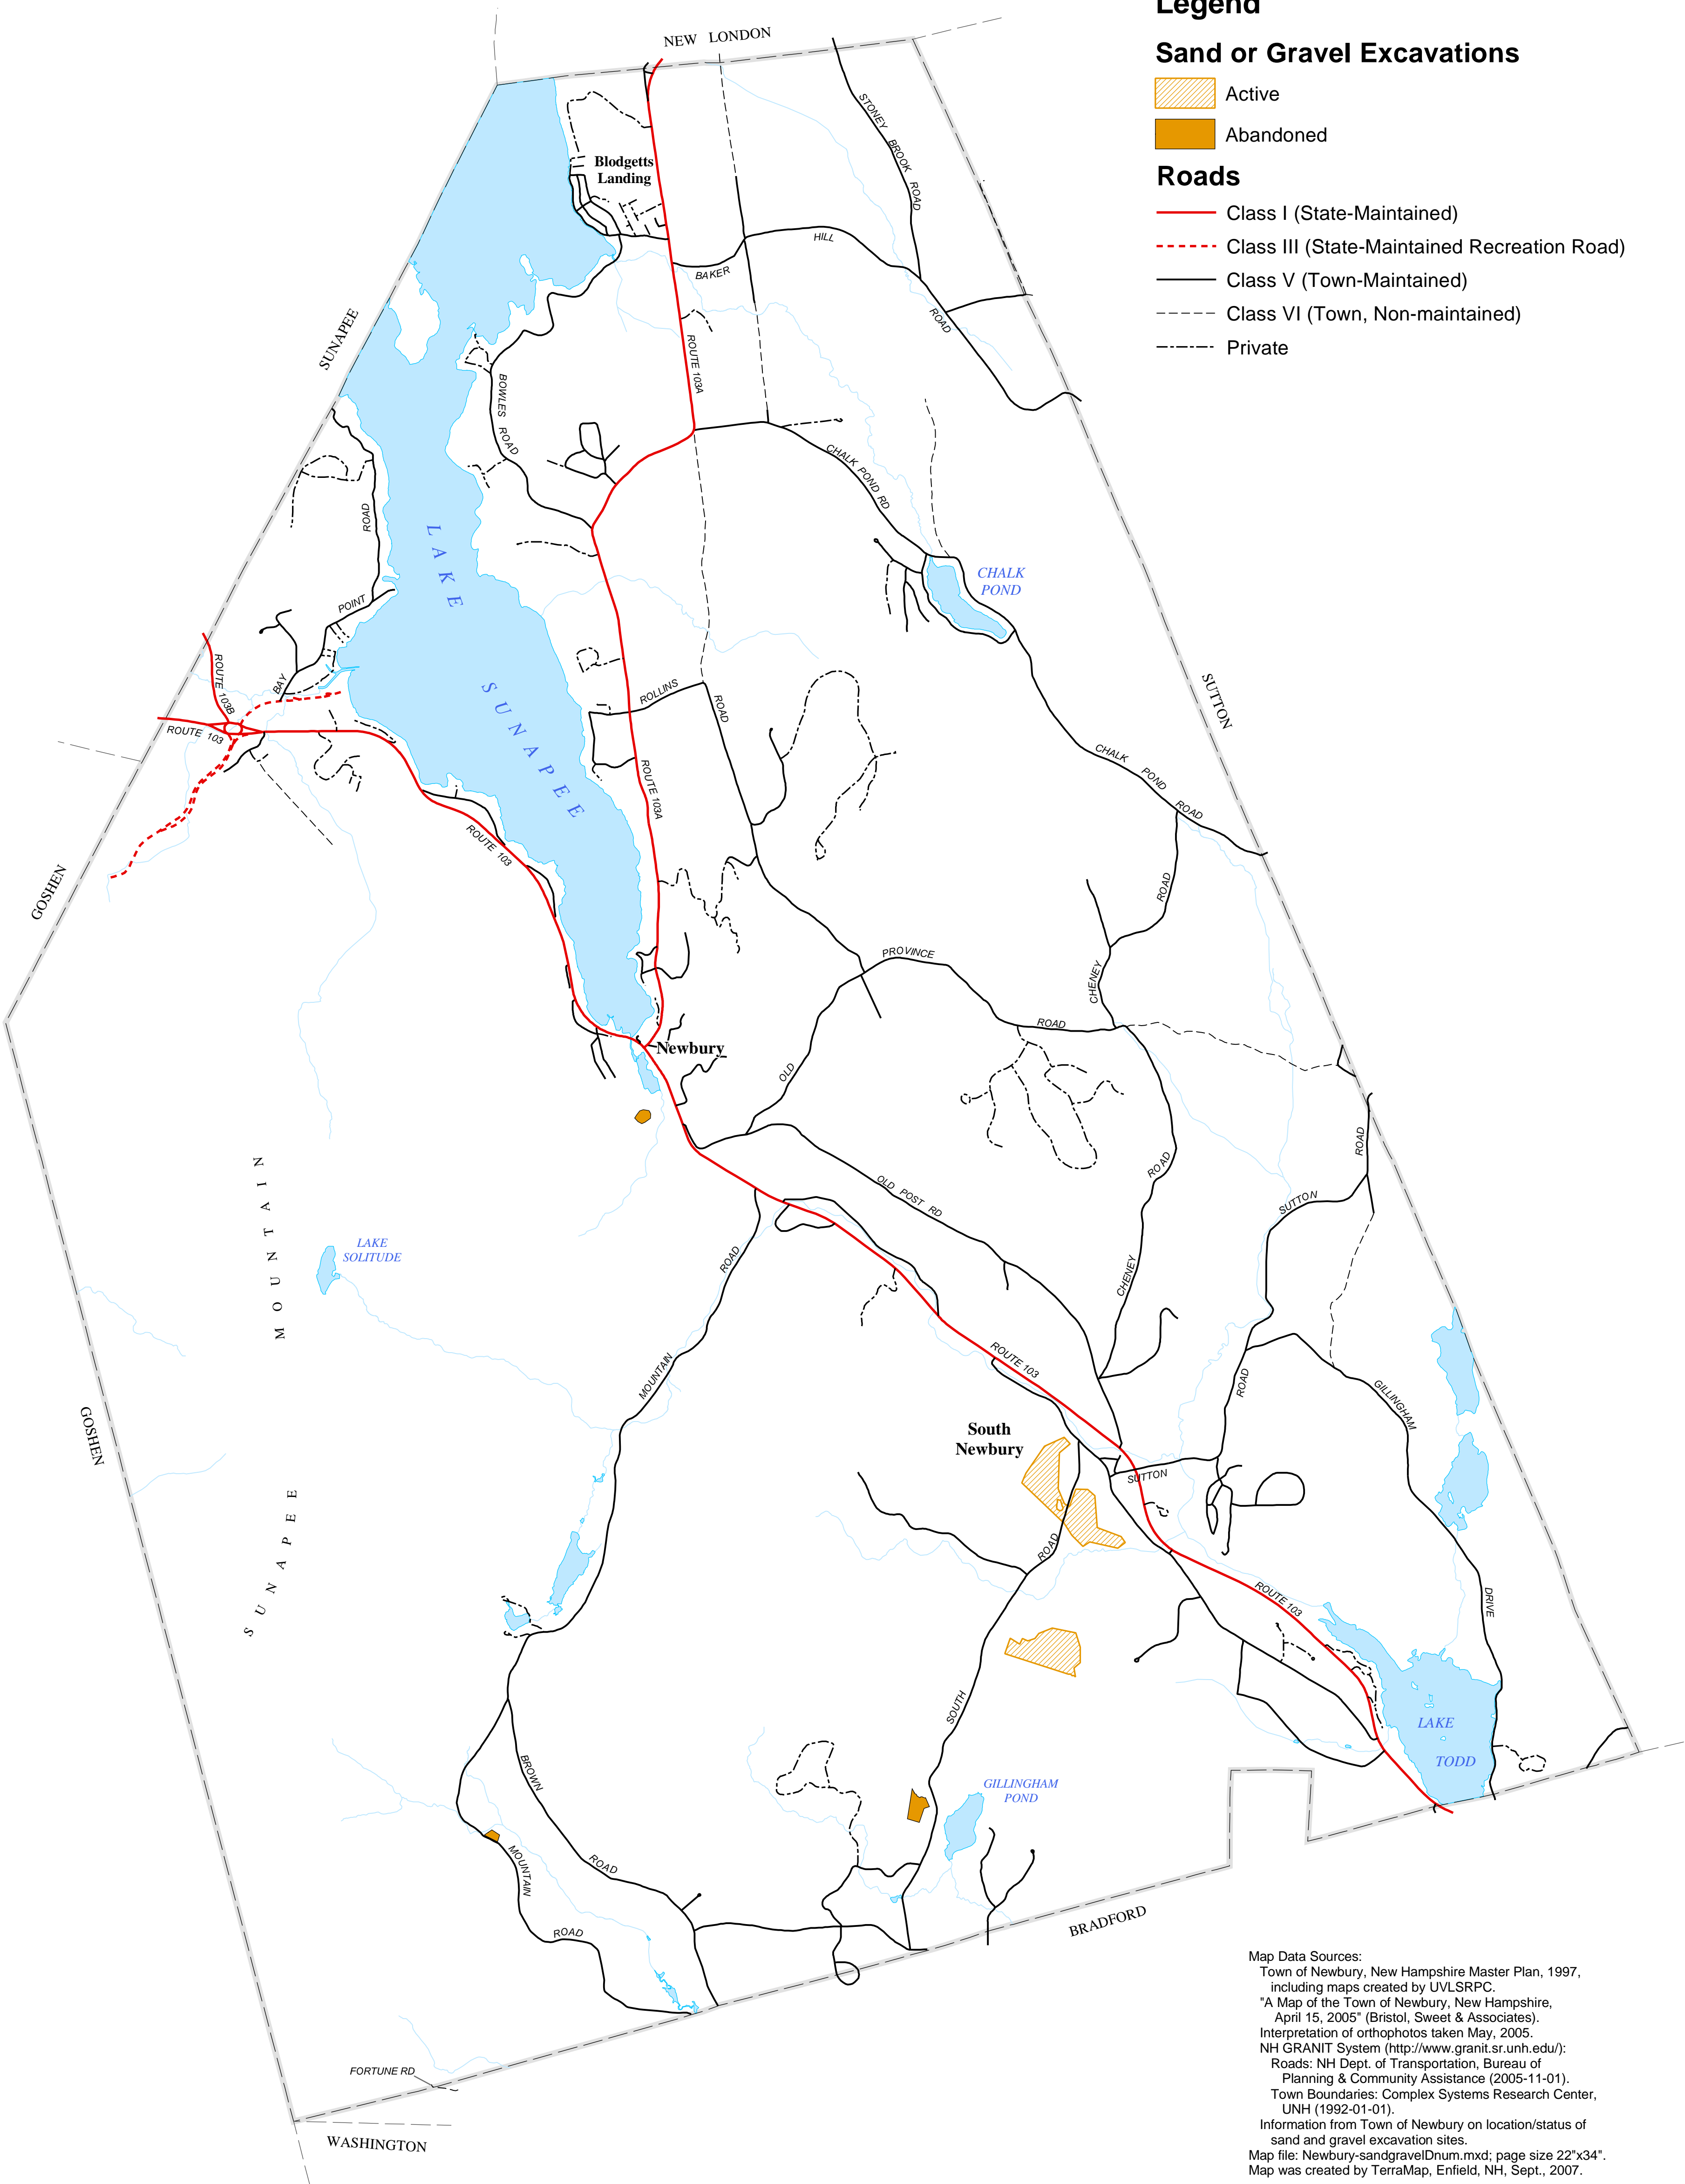 Legend
Sand or Gravel Excavations
Active
Abandoned
Roads
Class I (State-Maintained)
Class III (State-Maintained Recreation Road)
Class V (Town-Maintained)
Class VI (Town, Non-maintained)
Private
NEW LONDON
STONEY BROOK ROAD
Blodgetts
Landing
BAKER HILL ROAD
SUNAPEE
ROUTE 103A
BOWLES ROAD
CHALK POND RD
LAKE SUNAPEE
CHALK
POND
BAY POINT ROAD
ROUTE 103B
ROUTE 103
ROLLINS ROAD
SUTTON
ROUTE 103A
CHALK POND ROAD
ROUTE 103
GOSHEN
CHENEY ROAD
OLD PROVINCE ROAD
Newbury
SUTTON ROAD
CHENEY ROAD
OLD POST RD
LAKE
SOLITUDE
SUNAPEE MOUNTAIN
MOUNTAIN ROAD
ROUTE 103
GOSHEN
South
Newbury
SUTTON ROAD
GILLINGHAM DRIVE
SOUTH ROAD
ROUTE 103
LAKE
TODD
GILLINGHAM
POND
BROWN ROAD
MOUNTAIN ROAD
BRADFORD
FORTUNE RD
WASHINGTON
Map Data Sources:
Town of Newbury, New Hampshire Master Plan, 1997,
including maps created by UVLSRPC.
"A Map of the Town of Newbury, New Hampshire,
April 15, 2005" (Bristol, Sweet & Associates).
Interpretation of orthophotos taken May, 2005.
NH GRANIT System (http://www.granit.sr.unh.edu/):
Roads: NH Dept. of Transportation, Bureau of
Planning & Community Assistance (2005-11-01).
Town Boundaries: Complex Systems Research Center,
UNH (1992-01-01).
Information from Town of Newbury on location/status of
sand and gravel excavation sites.
Map file: Newbury-sandgravelDnum.mxd; page size 22"x34".
Map was created by TerraMap, Enfield, NH, Sept., 2007.